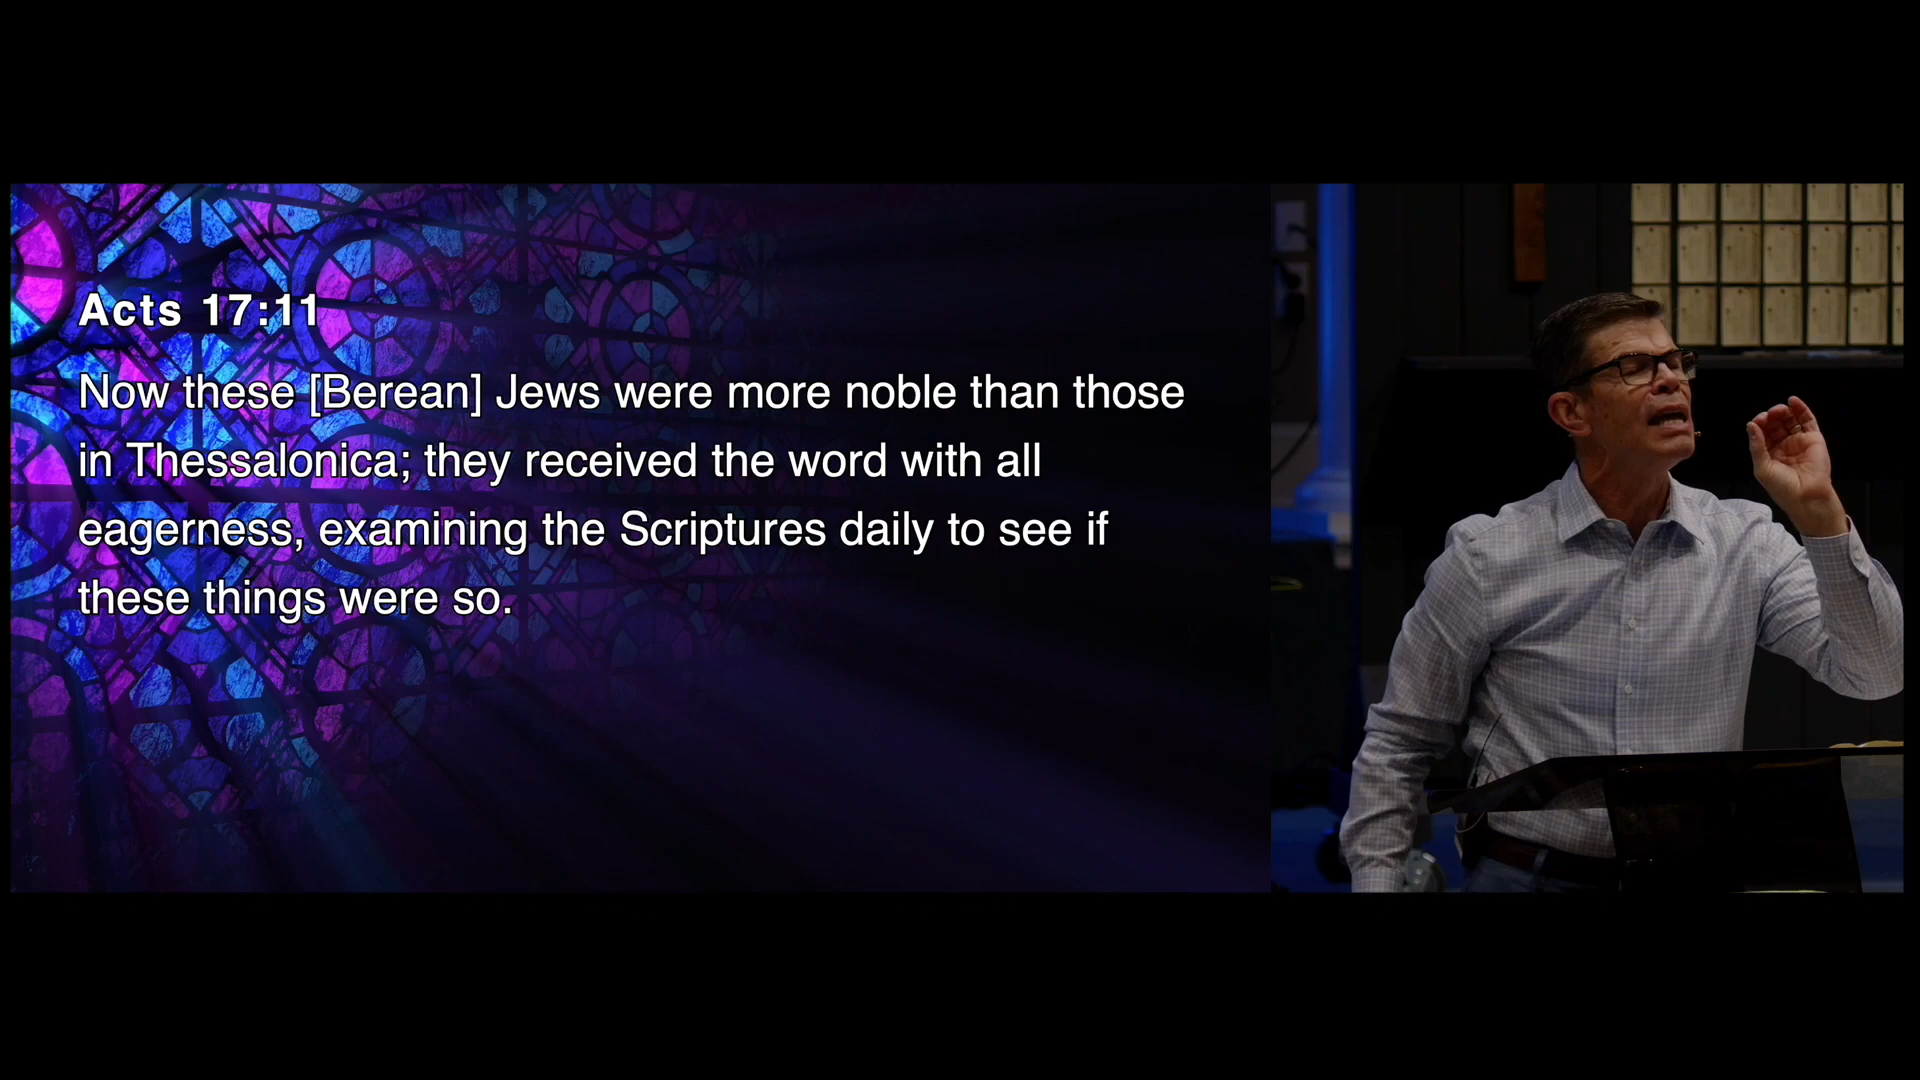 Acts 17:11
Now these [Berean] Jews were more noble than those
in Thessalonica; they received the word with all
eagerness, examining the Scriptures daily to see if
these things were so.